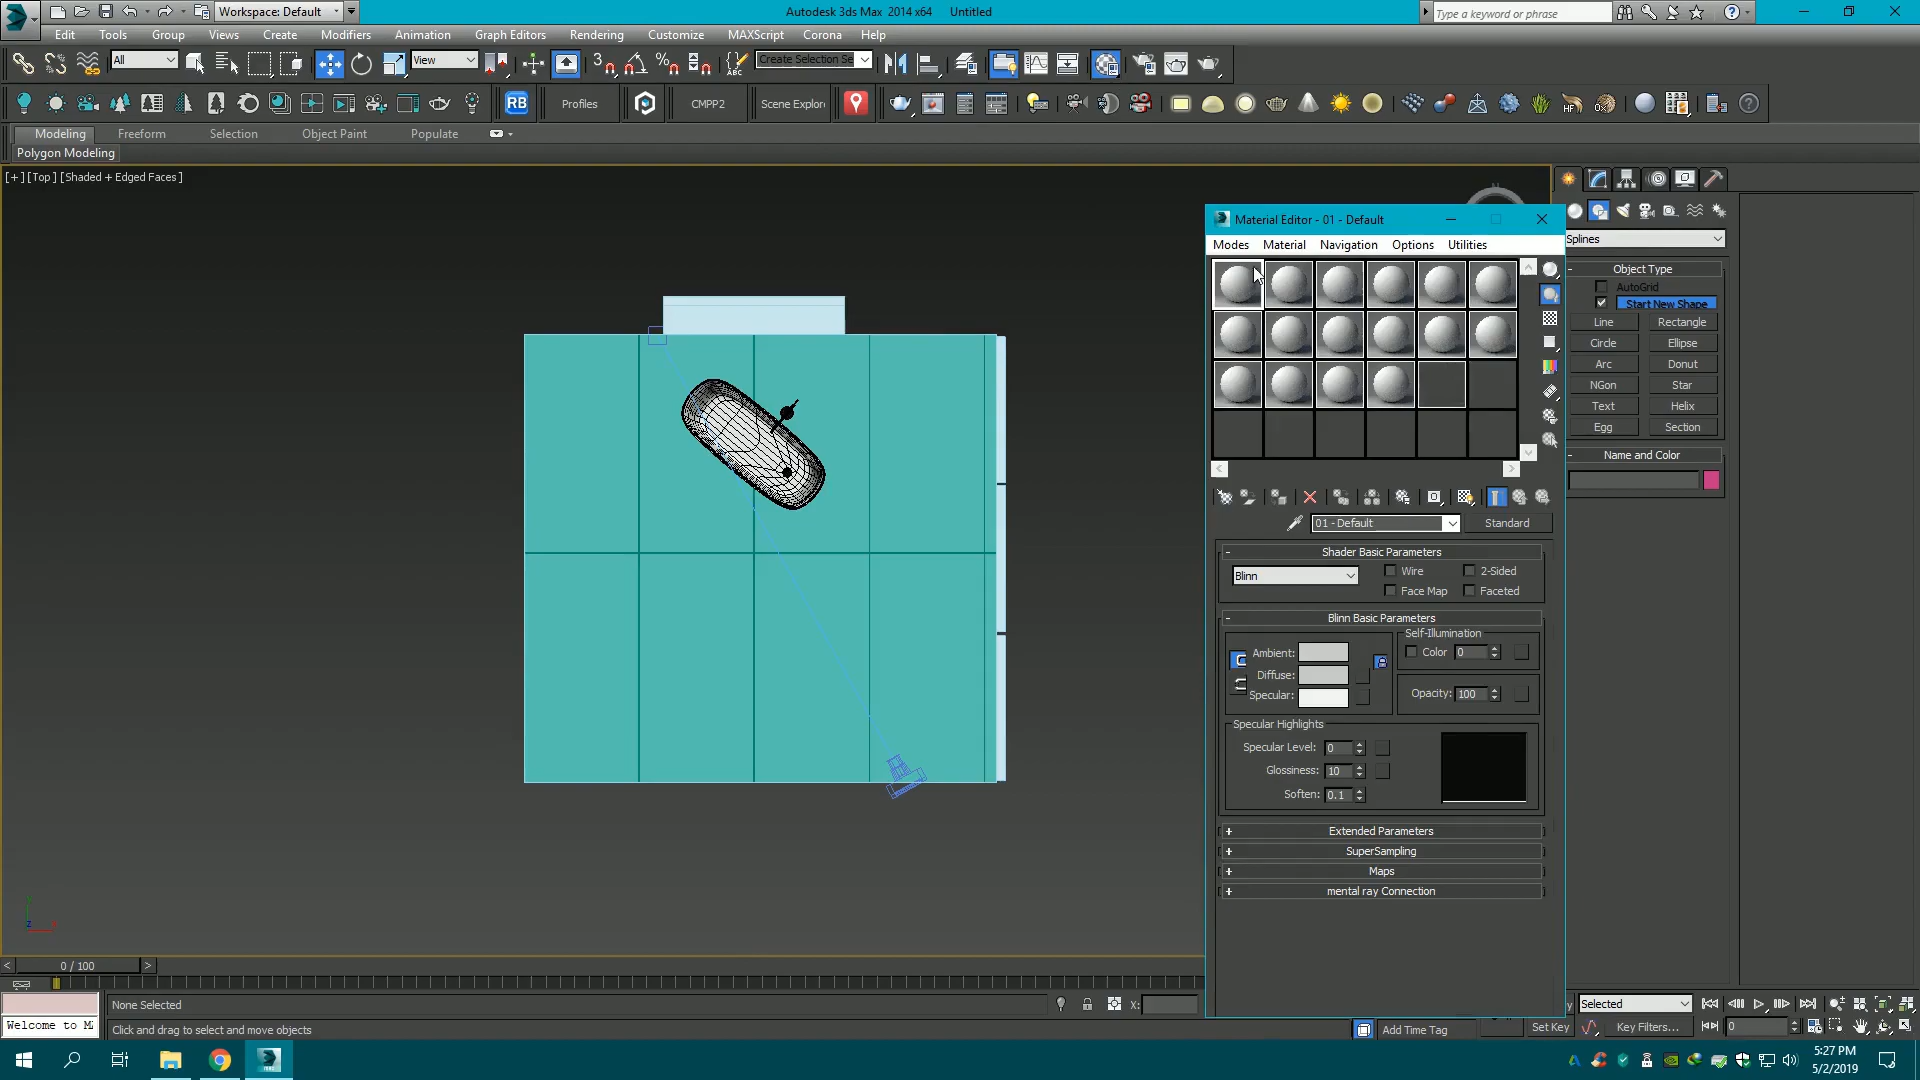 Workspace: Default
Autodesk 3ds Max 2014 x64    Untitled
Type a keyword or phrase
Edit Tools Group Views Create Modifiers Animation Graph Editors Rendering Customize MAXScript Corona Help
All
View
3
ABC
Create Selection Se
RB
Profiles
CMPP2
Scene Explor
HF
Modeling Freeform Selection Object Paint Populate
Polygon Modeling
[+] [Top] [Shaded + Edged Faces]
Material Editor - 01 - Default
Modes Material Navigation Options Utilities
01 - Default
Standard
- Shader Basic Parameters
Blinn
Wire 2-Sided
Face Map Faceted
- Blinn Basic Parameters
Self-Illumination
Ambient:
Color 0
Diffuse:
Specular:
Opacity: 100
Specular Highlights
Specular Level: 0
Glossiness: 10
Soften: 0.1
+ Extended Parameters
+ SuperSampling
+ Maps
+ mental ray Connection
Splines
- Object Type
AutoGrid
Start New Shape
Line Rectangle
Circle Ellipse
Arc Donut
NGon Star
Text Helix
Egg Section
- Name and Color
< 0 / 100 >
None Selected
X:
Welcome to M
Click and drag to select and move objects
Add Time Tag
Selected
Set Key
Key Filters...
0
5:27 PM
5/2/2019